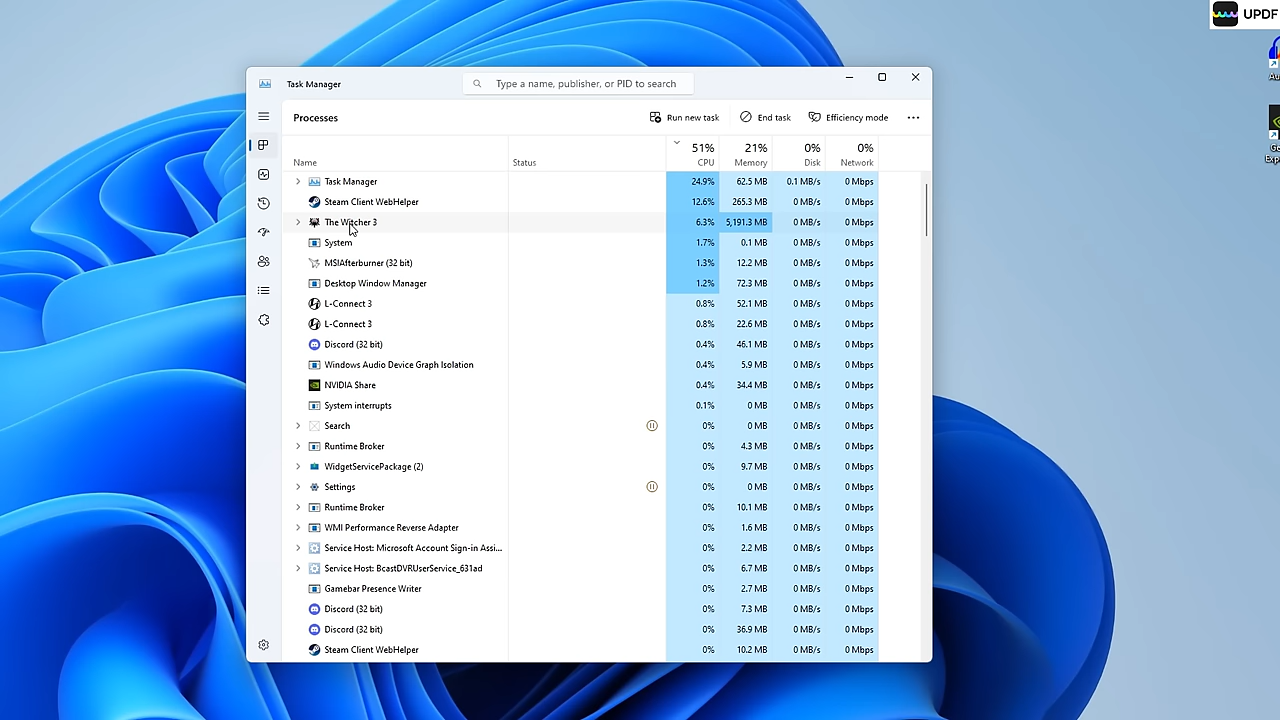 UPDF
Task Manager
Type a name, publisher, or PID to search
Processes
Run new task
End task
Efficiency mode
51% 21% 0% 0%
Name Status CPU Memory Disk Network
Task Manager 24.9% 62.5 MB 0.1 MB/s 0 Mbps
Steam Client WebHelper 12.6% 265.3 MB 0 MB/s 0 Mbps
The Witcher 3 6.3% 5,191.3 MB 0 MB/s 0 Mbps
System 1.7% 0.1 MB 0 MB/s 0 Mbps
MSIAfterburner (32 bit) 1.3% 12.2 MB 0 MB/s 0 Mbps
Desktop Window Manager 1.2% 72.3 MB 0 MB/s 0 Mbps
L-Connect 3 0.8% 52.1 MB 0 MB/s 0 Mbps
L-Connect 3 0.8% 22.6 MB 0 MB/s 0 Mbps
Discord (32 bit) 0.4% 46.1 MB 0 MB/s 0 Mbps
Windows Audio Device Graph Isolation 0.4% 5.9 MB 0 MB/s 0 Mbps
NVIDIA Share 0.4% 34.4 MB 0 MB/s 0 Mbps
System interrupts 0.1% 0 MB 0 MB/s 0 Mbps
Search 0% 0 MB 0 MB/s 0 Mbps
Runtime Broker 0% 4.3 MB 0 MB/s 0 Mbps
WidgetServicePackage (2) 0% 9.7 MB 0 MB/s 0 Mbps
Settings 0% 0 MB 0 MB/s 0 Mbps
Runtime Broker 0% 10.1 MB 0 MB/s 0 Mbps
WMI Performance Reverse Adapter 0% 1.6 MB 0 MB/s 0 Mbps
Service Host: Microsoft Account Sign-in Assi... 0% 2.2 MB 0 MB/s 0 Mbps
Service Host: BcastDVRUserService_631ad 0% 6.7 MB 0 MB/s 0 Mbps
Gamebar Presence Writer 0% 2.7 MB 0 MB/s 0 Mbps
Discord (32 bit) 0% 7.3 MB 0 MB/s 0 Mbps
Discord (32 bit) 0% 36.9 MB 0 MB/s 0 Mbps
Steam Client WebHelper 0% 10.2 MB 0 MB/s 0 Mbps